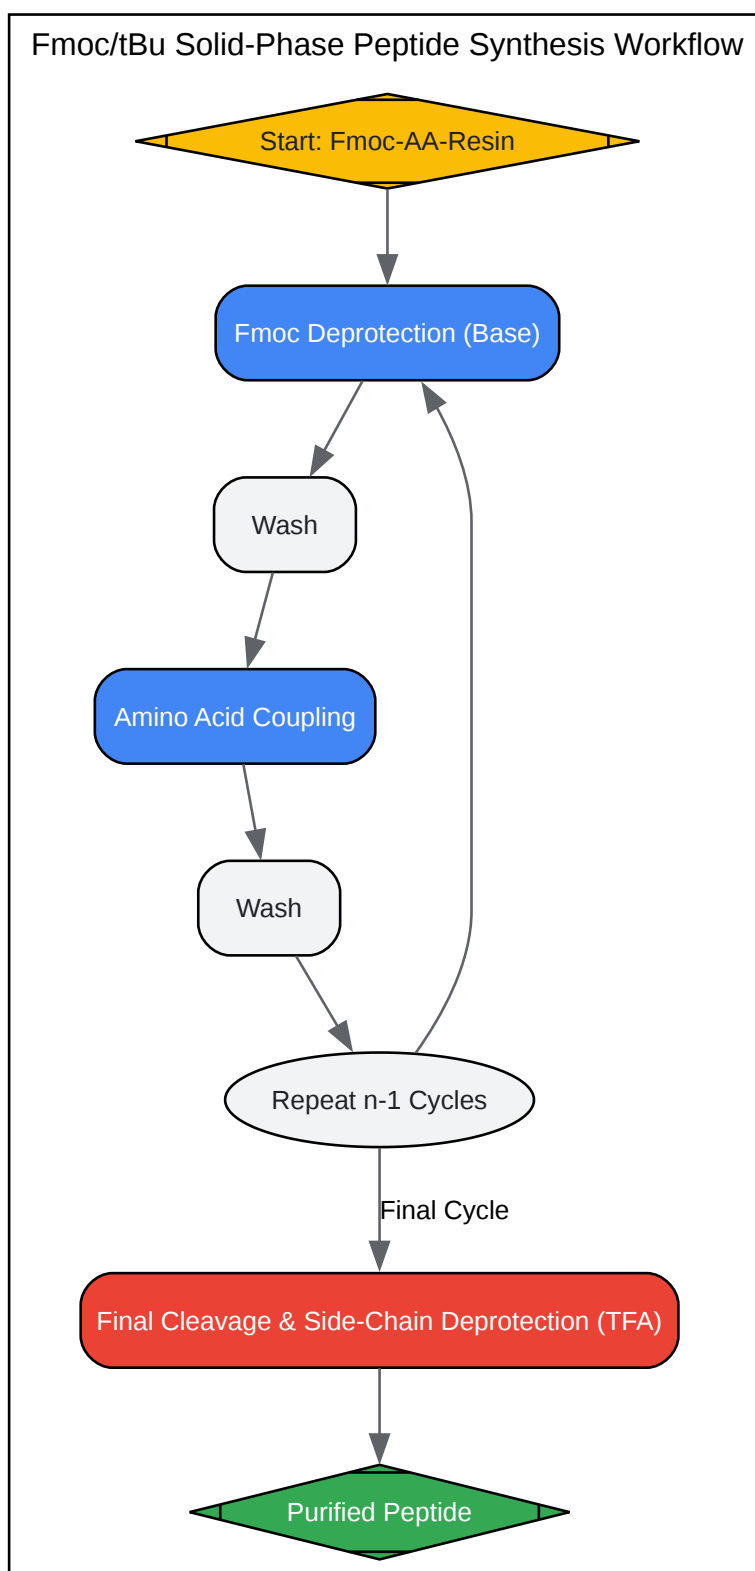 Fmoc/tBu Solid-Phase Peptide Synthesis Workflow
Start: Fmoc-AA-Resin
Fmoc Deprotection (Base)
Wash
Amino Acid Coupling
Wash
Repeat n-1 Cycles
Final Cycle
Final Cleavage & Side-Chain Deprotection (TFA)
Purified Peptide